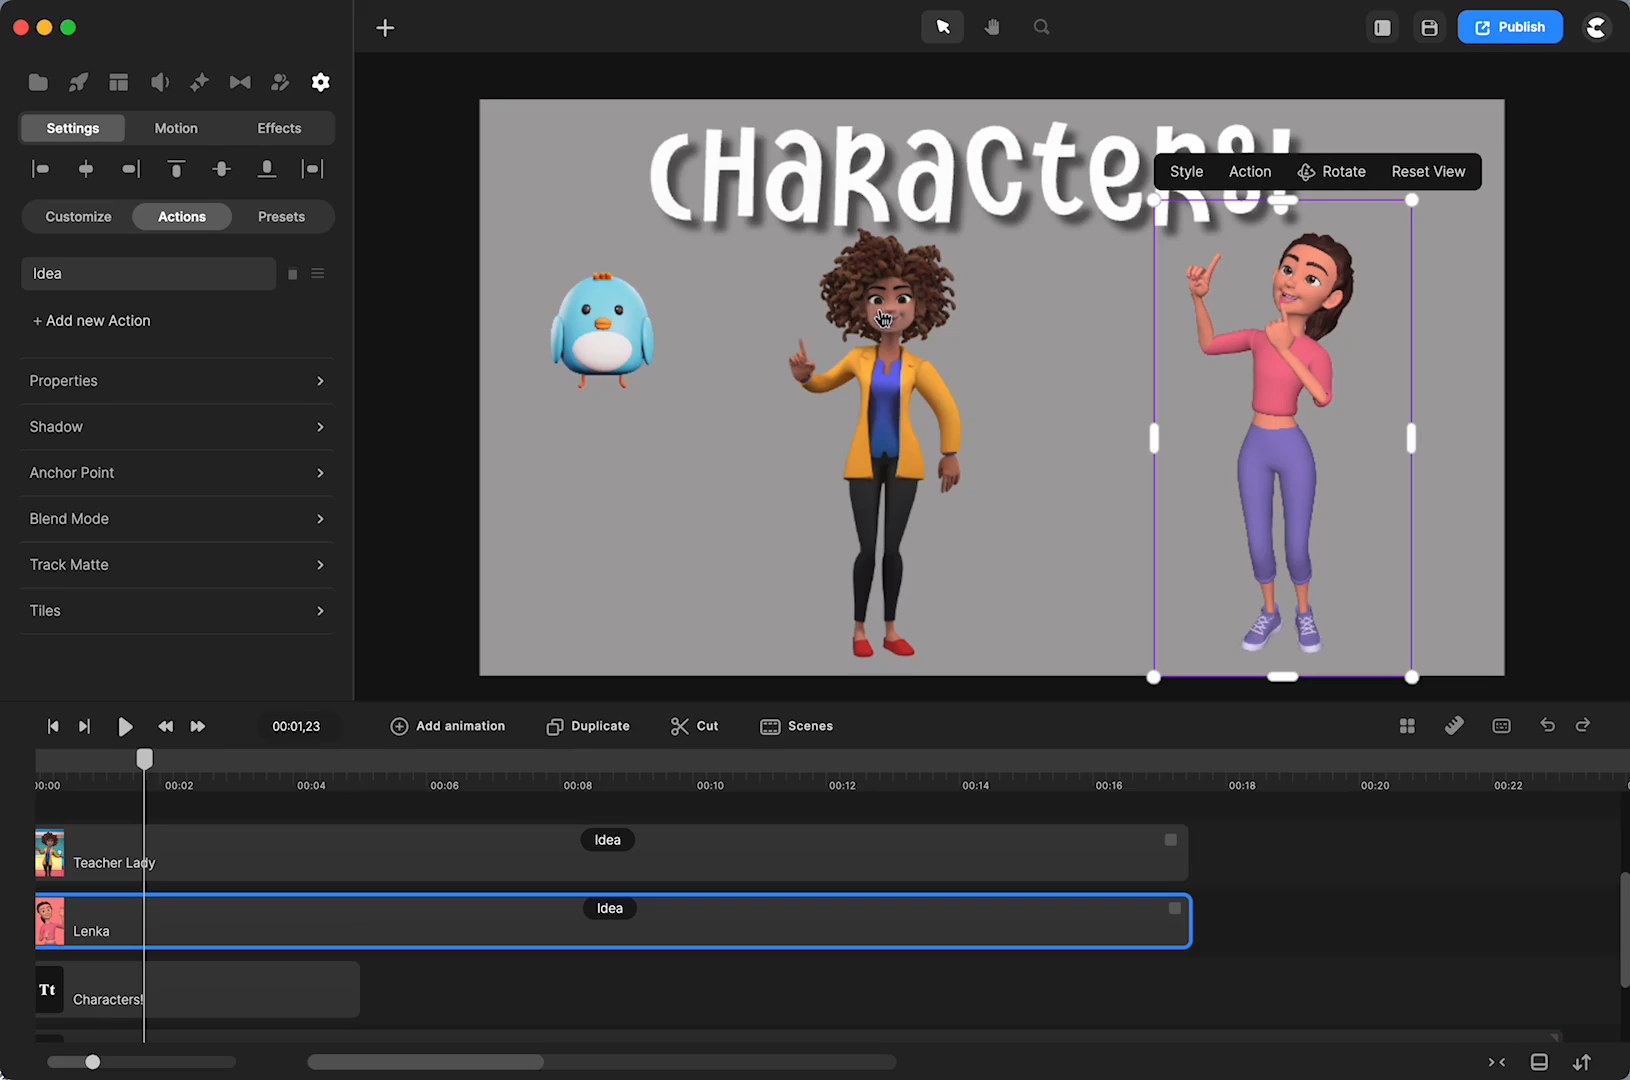 Publish
Settings Motion Effects
Customize Actions Presets
Idea
+ Add new Action
Properties
Shadow
Anchor Point
Blend Mode
Track Matte
Tiles
CHARACTERS!
Style Action Rotate Reset View
00:01,23 Add animation Duplicate Cut Scenes
00:00 00:02 00:04 00:06 00:08 00:10 00:12 00:14 00:16 00:18 00:20 00:22
Idea
Teacher Lady
Idea
Lenka
Tt
Characters!